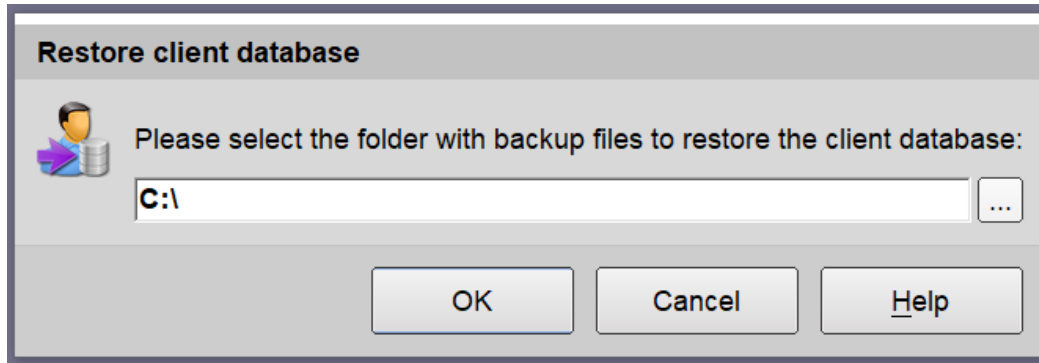 Restore client database
Please select the folder with backup files to restore the client database:
C:\
...
OK
Cancel
Help